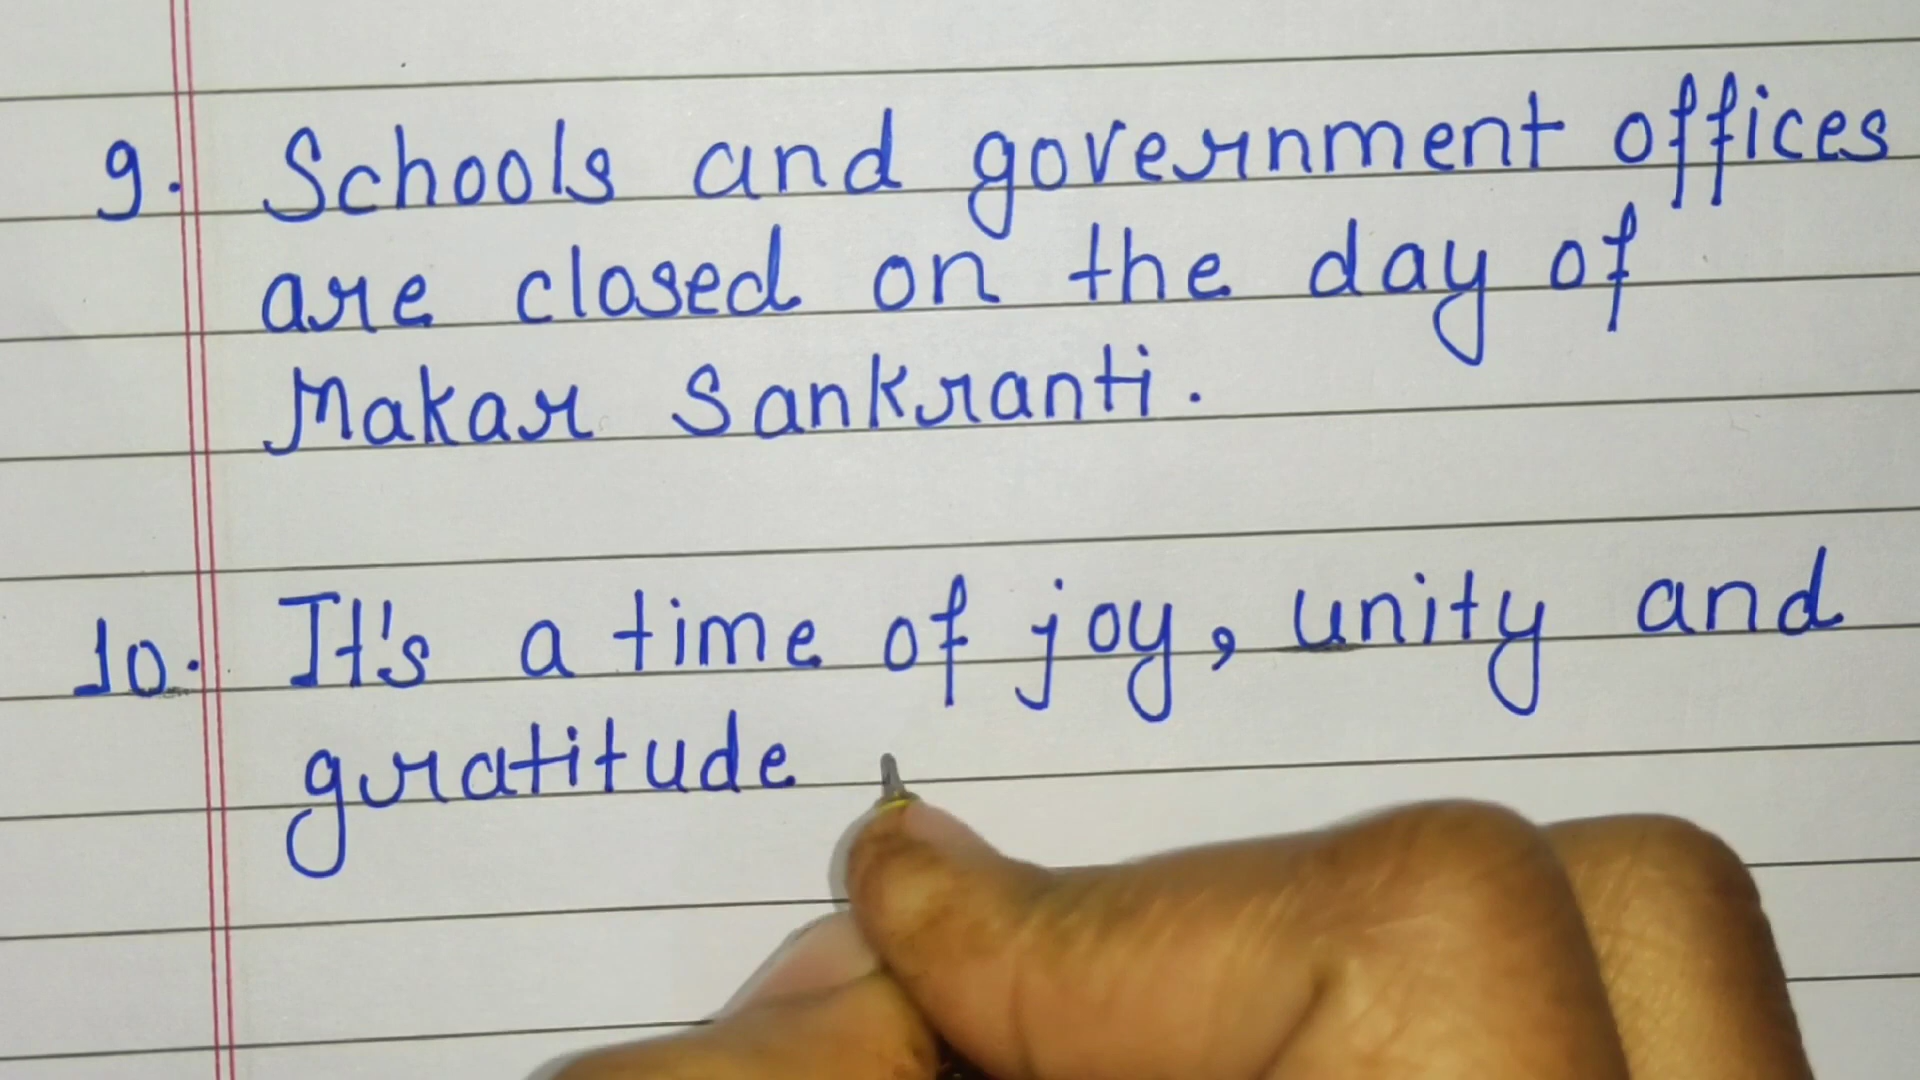 9. Schools and government offices
are closed on the day of
Makar Sankranti.
10. It's a time of joy, unity and
gratitude